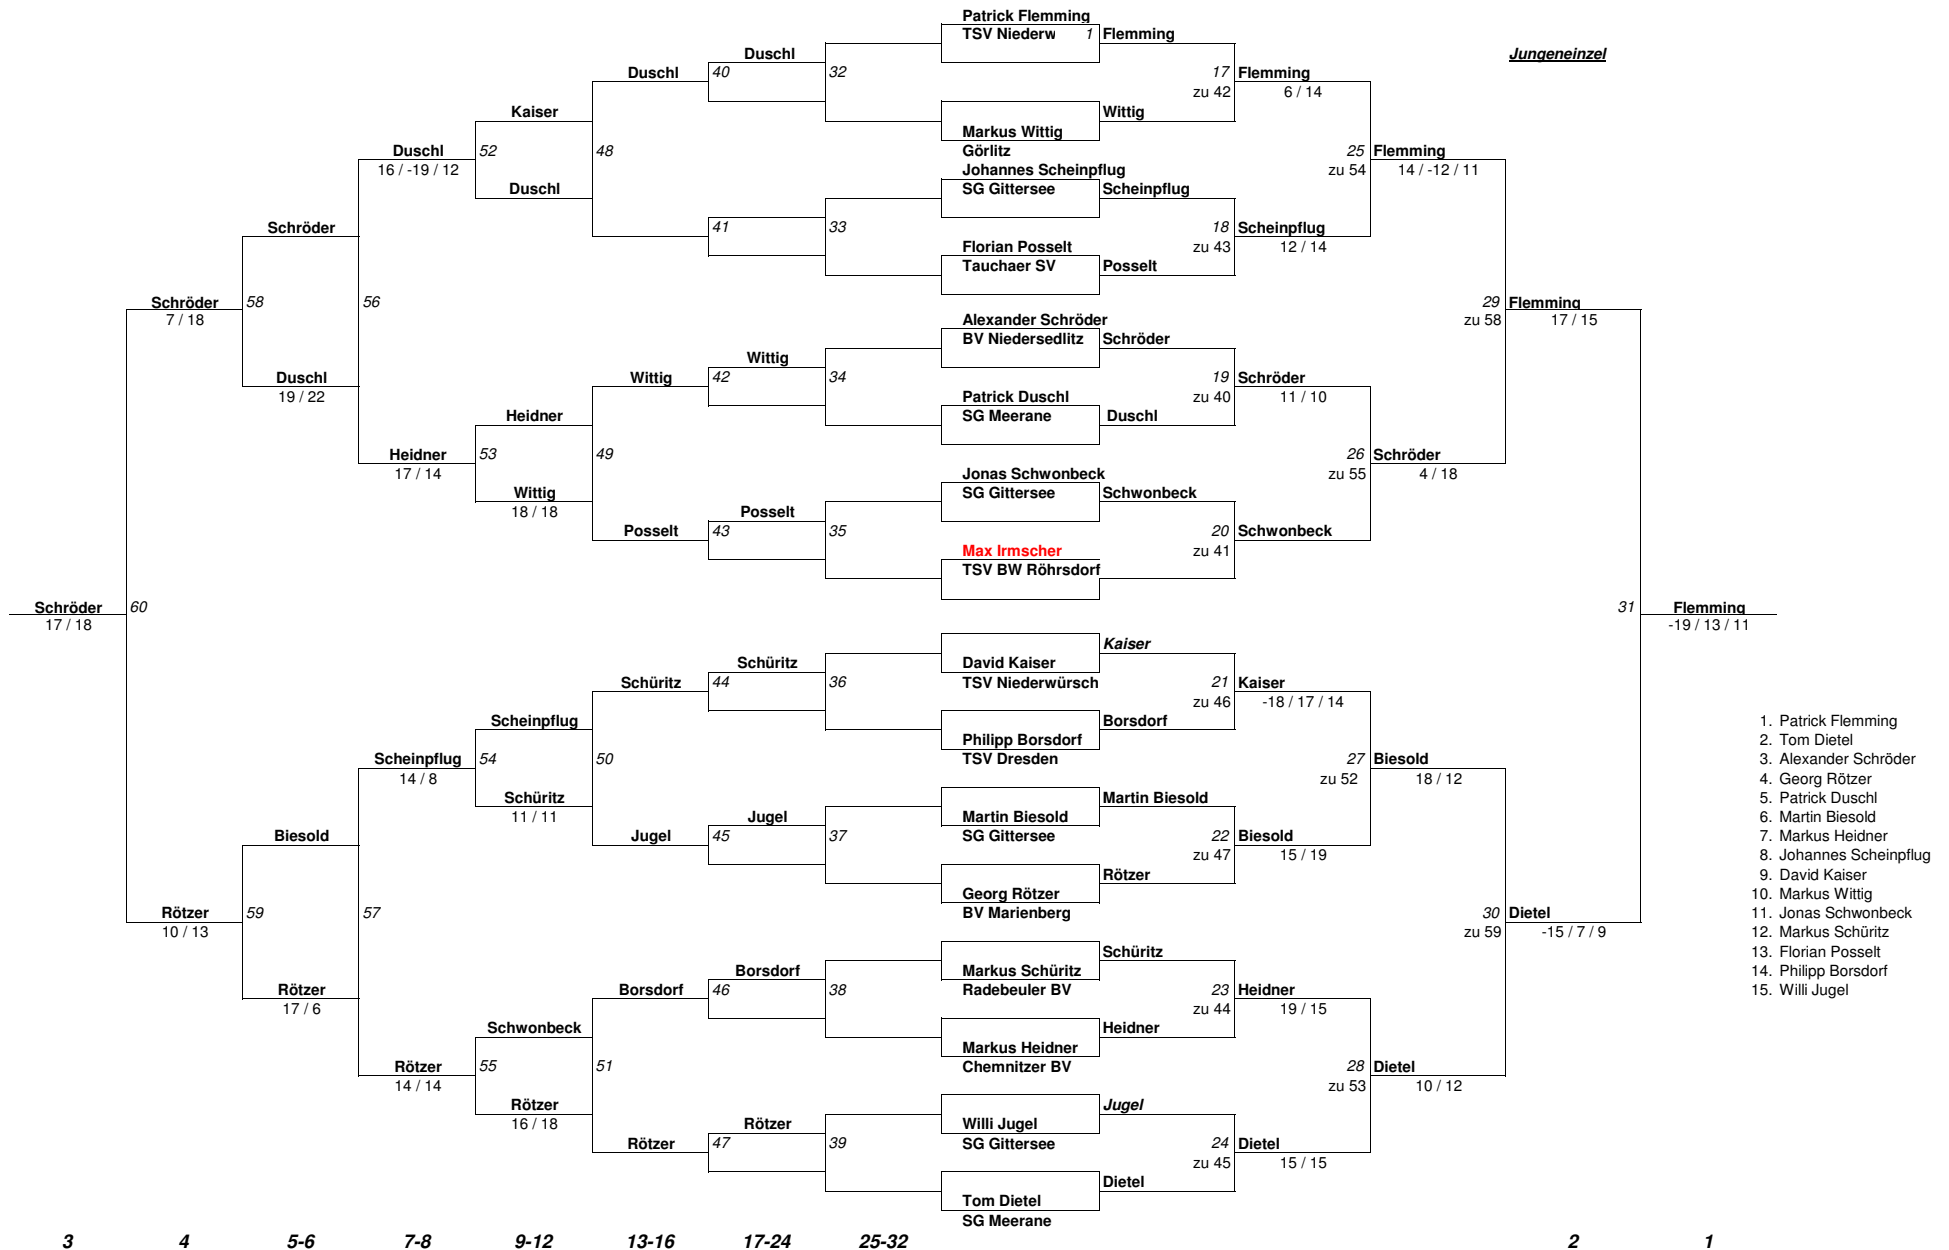 Patrick Flemming
TSV Niederw 1 Flemming
Jungeneinzel
Duschl
Duschl 40 32 17 Flemming
zu 42 6 / 14
Kaiser Wittig
Markus Wittig
Duschl 52 48 Görlitz 25 Flemming
16 / -19 / 12 Johannes Scheinpflug zu 54 14 / -12 / 11
Duschl SG Gittersee Scheinpflug
Schröder 41 33 18 Scheinpflug
Florian Posselt zu 43 12 / 14
Tauchaer SV Posselt
Schröder 58 56 29 Flemming
7 / 18 Alexander Schröder zu 58 17 / 15
BV Niedersedlitz Schröder
Wittig
Duschl Wittig 42 34 19 Schröder
19 / 22 Patrick Duschl zu 40 11 / 10
Heidner SG Meerane Duschl
Heidner 53 49 26 Schröder
17 / 14 Jonas Schwonbeck zu 55 4 / 18
Wittig SG Gittersee Schwonbeck
18 / 18 Posselt
Posselt 43 35 20 Schwonbeck
Max Irmscher zu 41
TSV BW Röhrsdorf
Schröder 60 31 Flemming
17 / 18 -19 / 13 / 11
Kaiser
Schüritz David Kaiser
Schüritz 44 36 TSV Niederwürsch 21 Kaiser
zu 46 -18 / 17 / 14
Scheinpflug Borsdorf
Philipp Borsdorf
Scheinpflug 54 50 TSV Dresden 27 Biesold
14 / 8 zu 52 18 / 12
Schüritz Martin Biesold
11 / 11 Jugel Martin Biesold
Biesold Jugel 45 37 SG Gittersee 22 Biesold
zu 47 15 / 19
Rötzer
Georg Rötzer
Rötzer 59 57 BV Marienberg 30 Dietel
10 / 13 zu 59 -15 / 7 / 9
Schüritz
Borsdorf Markus Schüritz
Rötzer Borsdorf 46 38 Radebeuler BV 23 Heidner
17 / 6 zu 44 19 / 15
Schwonbeck Heidner
Markus Heidner
Rötzer 55 51 Chemnitzer BV 28 Dietel
14 / 14 zu 53 10 / 12
Rötzer Jugel
16 / 18 Rötzer Willi Jugel
Rötzer 47 39 SG Gittersee 24 Dietel
zu 45 15 / 15
Dietel
Tom Dietel
SG Meerane
1. Patrick Flemming
2. Tom Dietel
3. Alexander Schröder
4. Georg Rötzer
5. Patrick Duschl
6. Martin Biesold
7. Markus Heidner
8. Johannes Scheinpflug
9. David Kaiser
10. Markus Wittig
11. Jonas Schwonbeck
12. Markus Schüritz
13. Florian Posselt
14. Philipp Borsdorf
15. Willi Jugel
3 4 5-6 7-8 9-12 13-16 17-24 25-32 2 1